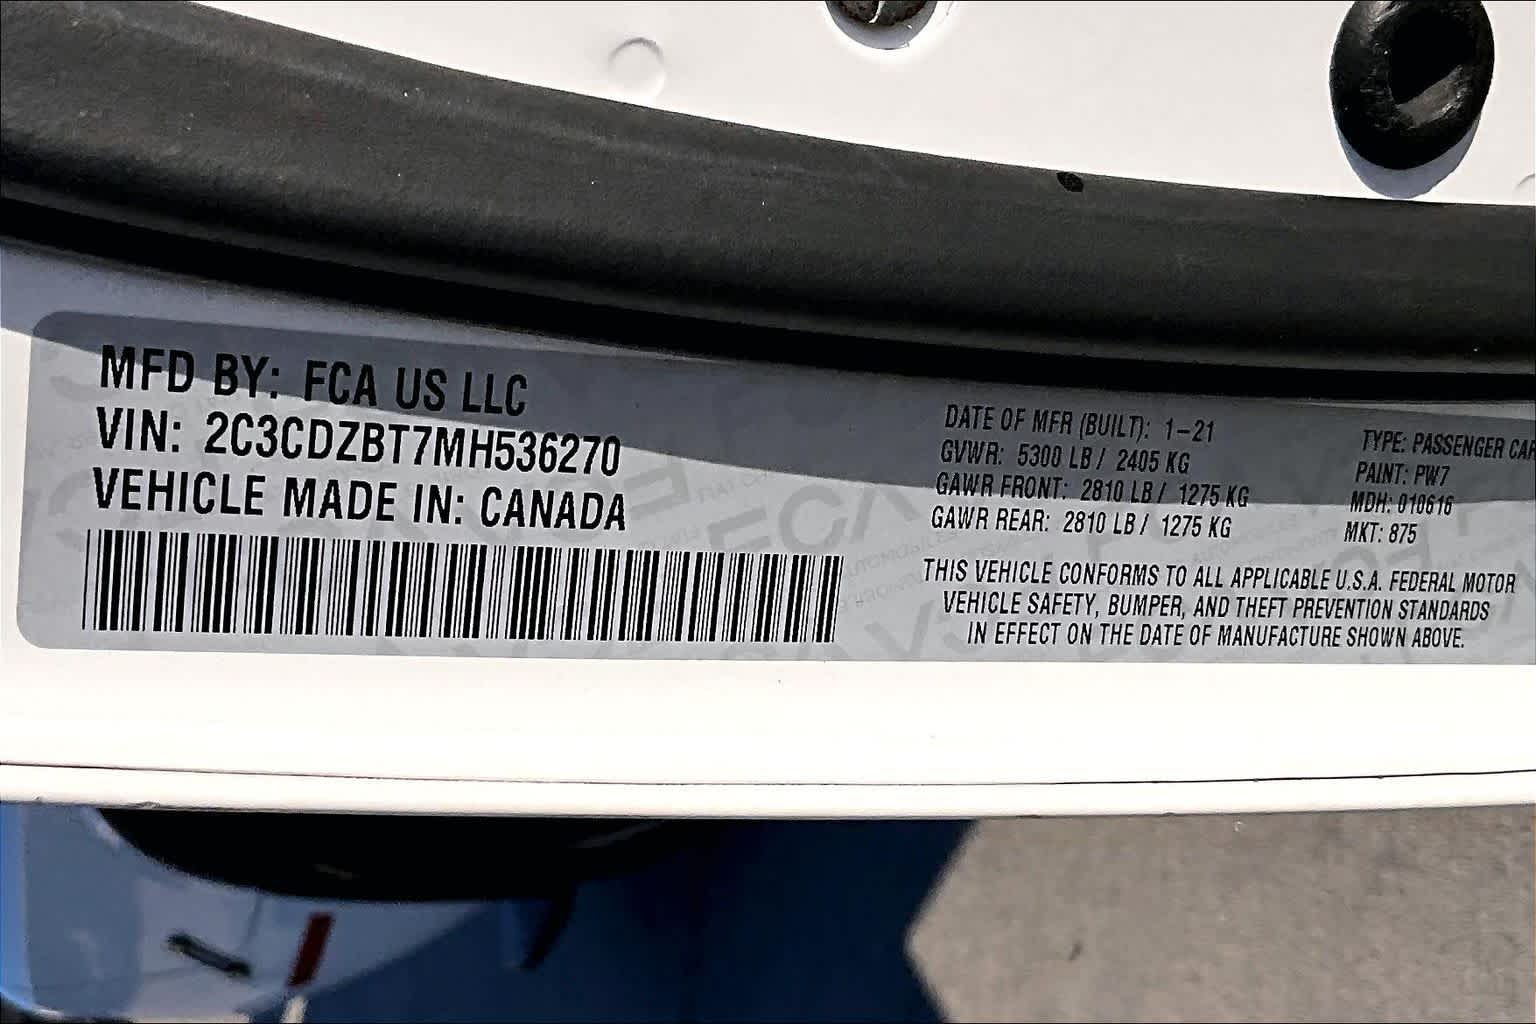 MFD BY: FCA US LLC
VIN: 2C3CDZBT7MH536270
VEHICLE MADE IN: CANADA
DATE OF MFR (BUILT): 1-21
GVWR: 5300 LB / 2405 KG
GAWR FRONT: 2810 LB / 1275 KG
GAWR REAR: 2810 LB / 1275 KG
TYPE: PASSENGER CAR
PAINT: PW7
MDH: 010616
MKT: 875
THIS VEHICLE CONFORMS TO ALL APPLICABLE U.S.A. FEDERAL MOTOR
VEHICLE SAFETY, BUMPER, AND THEFT PREVENTION STANDARDS
IN EFFECT ON THE DATE OF MANUFACTURE SHOWN ABOVE.